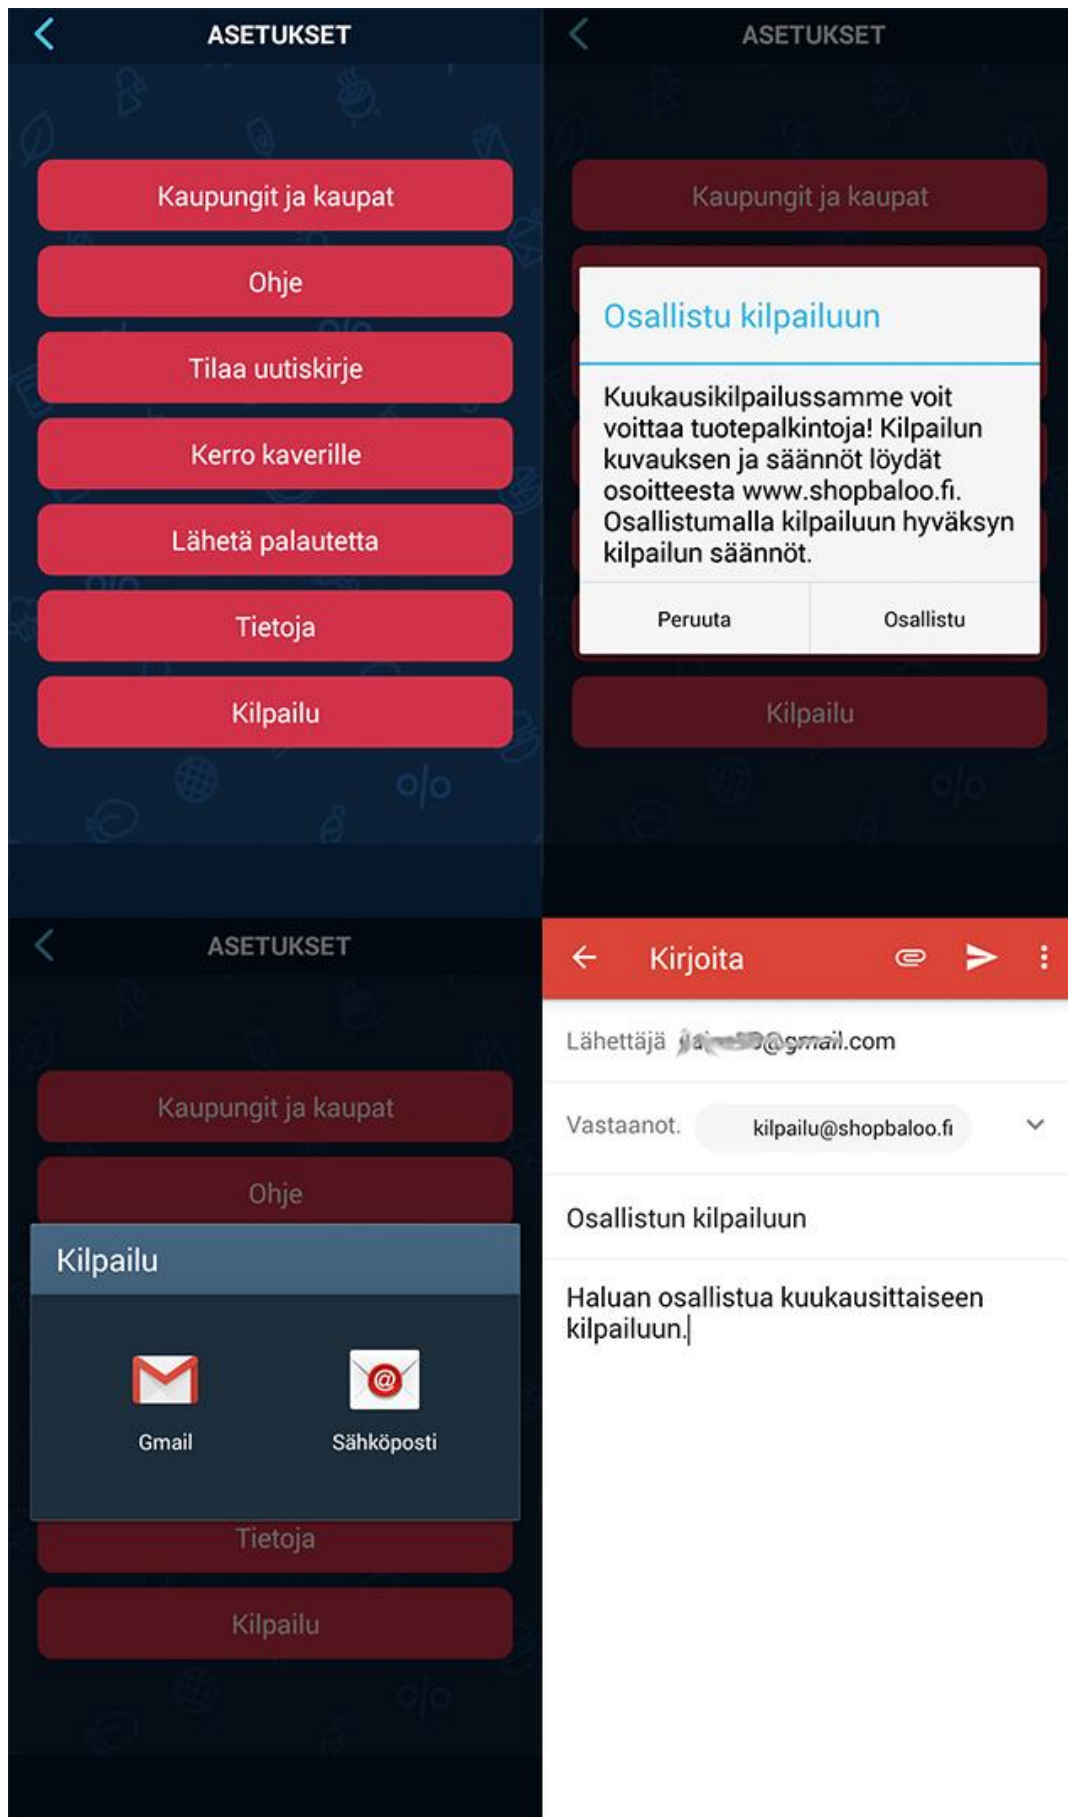 ASETUKSET
Kaupungit ja kaupat
Ohje
Tilaa uutiskirje
Kerro kaverille
Lähetä palautetta
Tietoja
Kilpailu
ASETUKSET
Kaupungit ja kaupat
Osallistu kilpailuun
Kuukausikilpailussamme voit
voittaa tuotepalkintoja! Kilpailun
kuvauksen ja säännöt löydät
osoitteesta www.shopbaloo.fi.
Osallistumalla kilpailuun hyväksyn
kilpailun säännöt.
Peruuta Osallistu
Kilpailu
ASETUKSET
Kaupungit ja kaupat
Ohje
Kilpailu
Gmail Sähköposti
Tietoja
Kilpailu
Kirjoita
Lähettäjä @gmail.com
Vastaanot. kilpailu@shopbaloo.fi
Osallistun kilpailuun
Haluan osallistua kuukausittaiseen
kilpailuun.